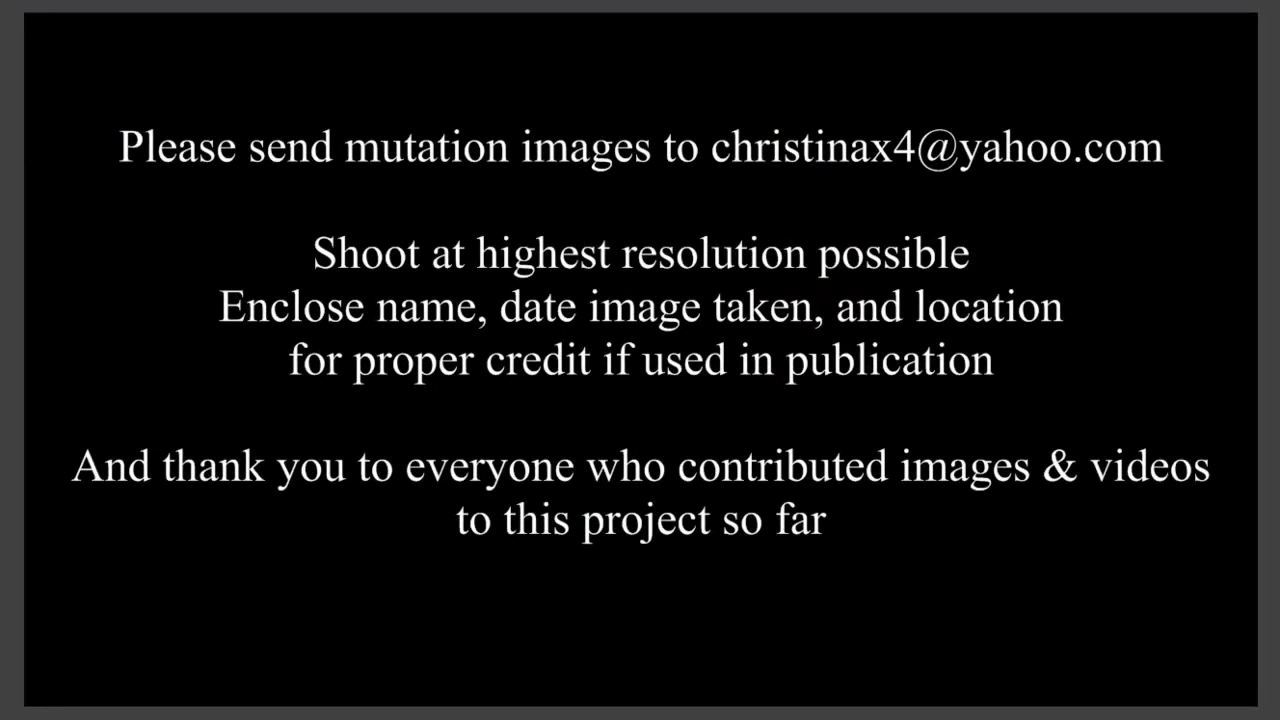 Please send mutation images to christinax4@yahoo.com
Shoot at highest resolution possible
Enclose name, date image taken, and location
for proper credit if used in publication
And thank you to everyone who contributed images & videos
to this project so far